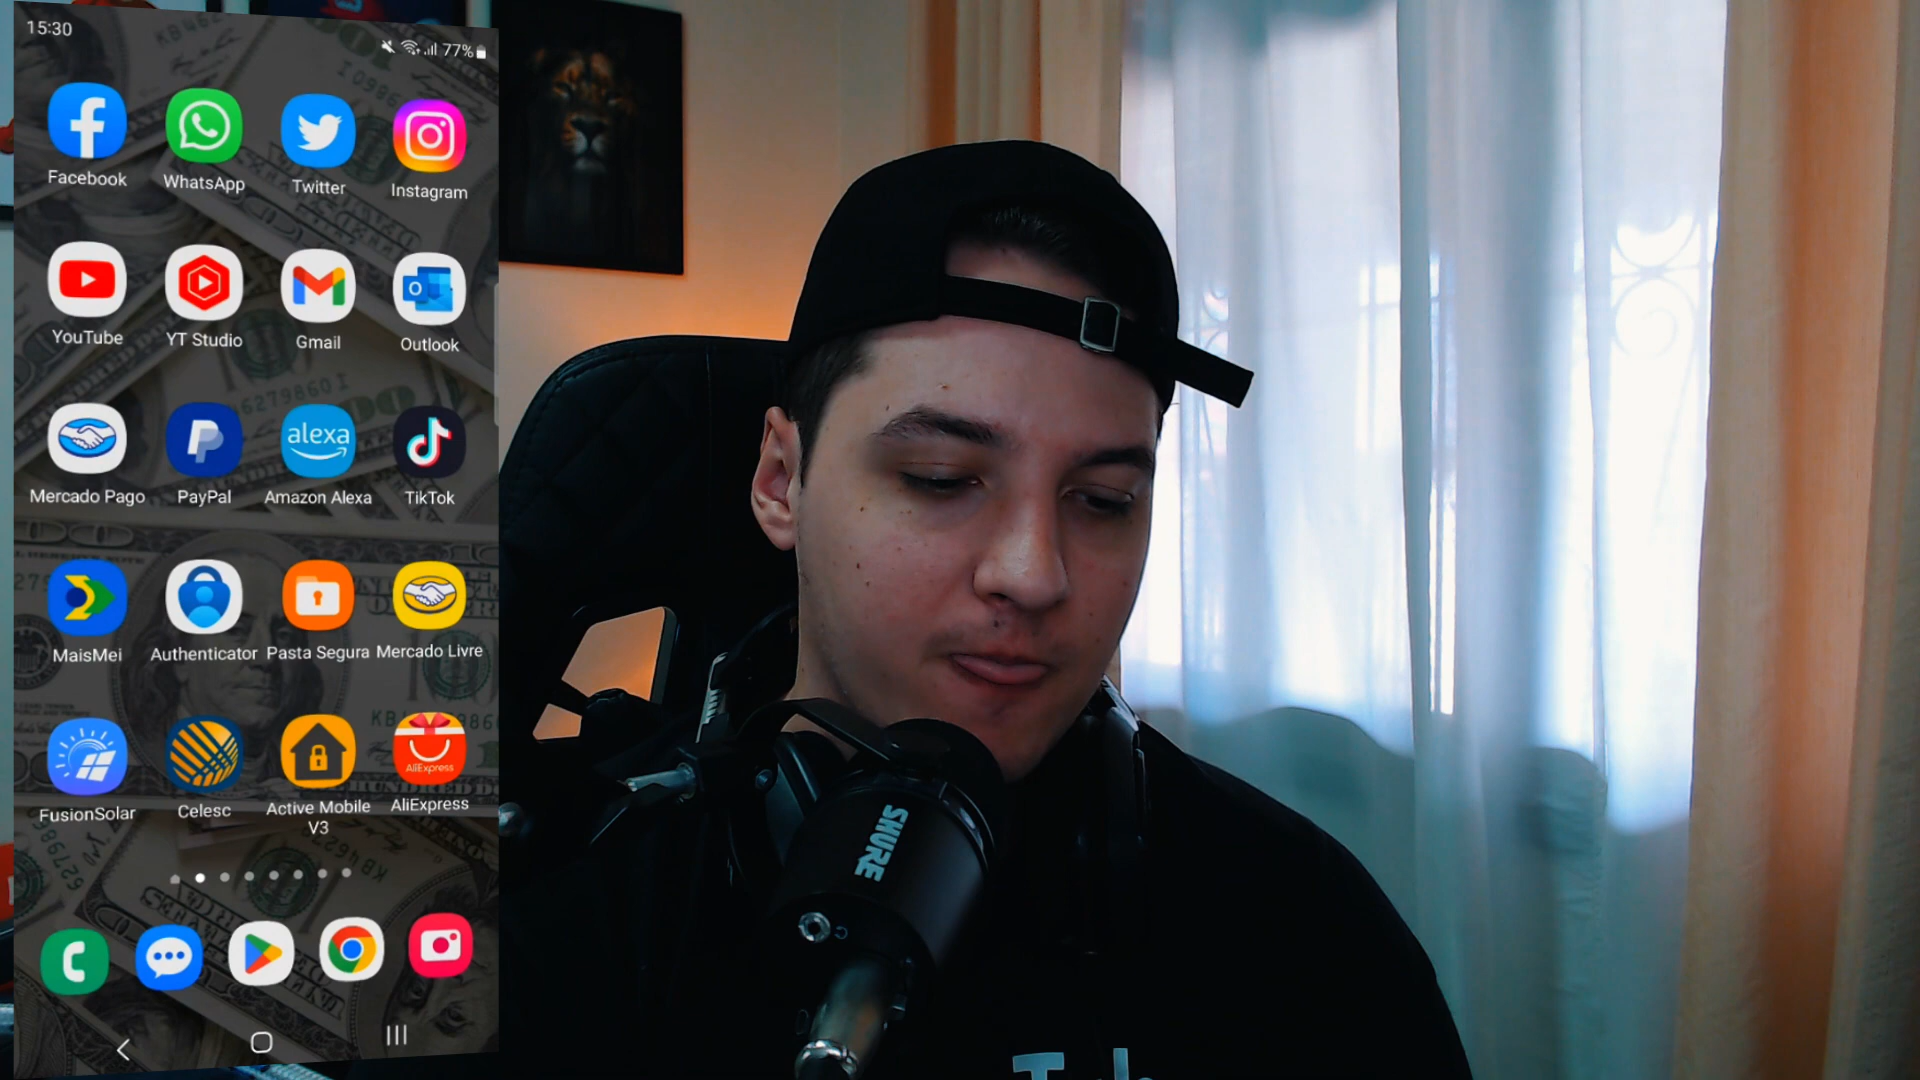 15:30
77%
Facebook
WhatsApp
Twitter
Instagram
YouTube
YT Studio
Gmail
Outlook
alexa
Mercado Pago
PayPal
Amazon Alexa
TikTok
MaisMei
Authenticator
Pasta Segura
Mercado Livre
AliExpress
FusionSolar
Celesc
Active Mobile
V3
AliExpress
SHURE